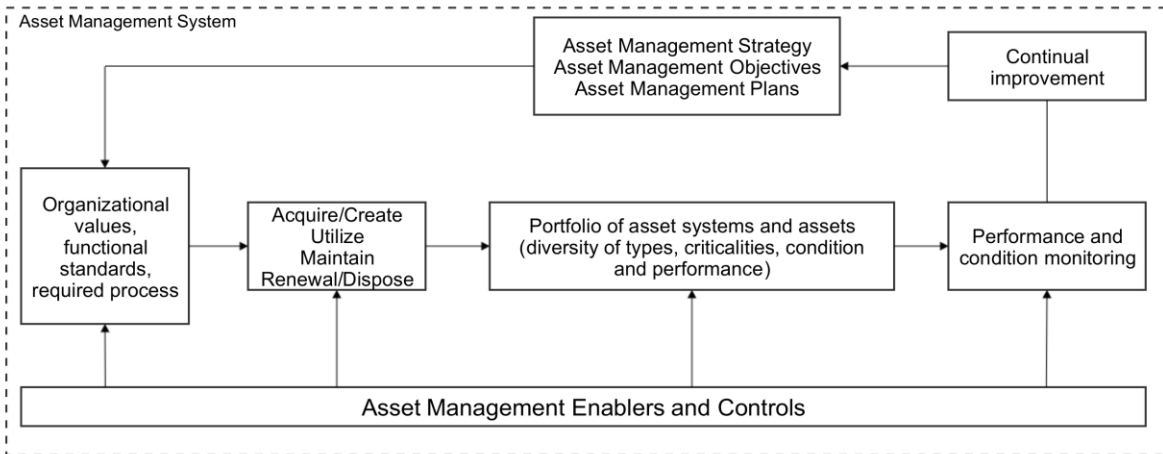 Asset Management System
Asset Management Strategy
Asset Management Objectives
Asset Management Plans
Continual
improvement
Organizational
values,
functional
standards,
required process
Acquire/Create
Utilize
Maintain
Renewal/Dispose
Portfolio of asset systems and assets
(diversity of types, criticalities, condition
and performance)
Performance and
condition monitoring
Asset Management Enablers and Controls